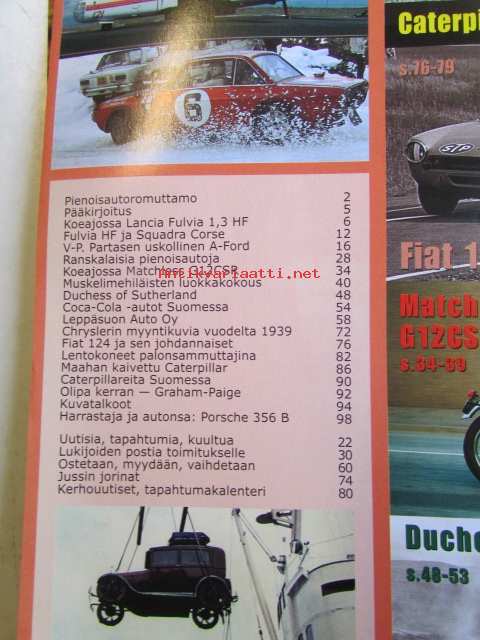 6
Pienoisautoromuttamo 2
Pääkirjoitus 5
Koeajossa Lancia Fulvia 1,3 HF 6
Fulvia HF ja Squadra Corse 12
V-P. Partasen uskollinen A-Ford 16
Ranskalaisia pienoisautoja 28
Koeajossa Matchless G12CSR 34
Muskelimehiläisten luokkakokous 40
Duchess of Sutherland 48
Coca-Cola -autot Suomessa 54
Leppäsuon Auto Oy 58
Chryslerin myyntikuvia vuodelta 1939 72
Fiat 124 ja sen johdannaiset 76
Lentokoneet palonsammuttajina 82
Maahan kaivettu Caterpillar 86
Caterpillareita Suomessa 90
Olipa kerran — Graham-Paige 92
Kuvatalkoot 94
Harrastaja ja autonsa: Porsche 356 B 98
Uutisia, tapahtumia, kuultua 22
Lukijoiden postia toimitukselle 30
Ostetaan, myydään, vaihdetaan 60
Jussin jorinat 74
Kerhouutiset, tapahtumakalenteri 80
antikvariaatti.net
Caterpi
s.76-79
STP
Fiat 1
Match
G12CS
s.34-39
Duche
s.48-53